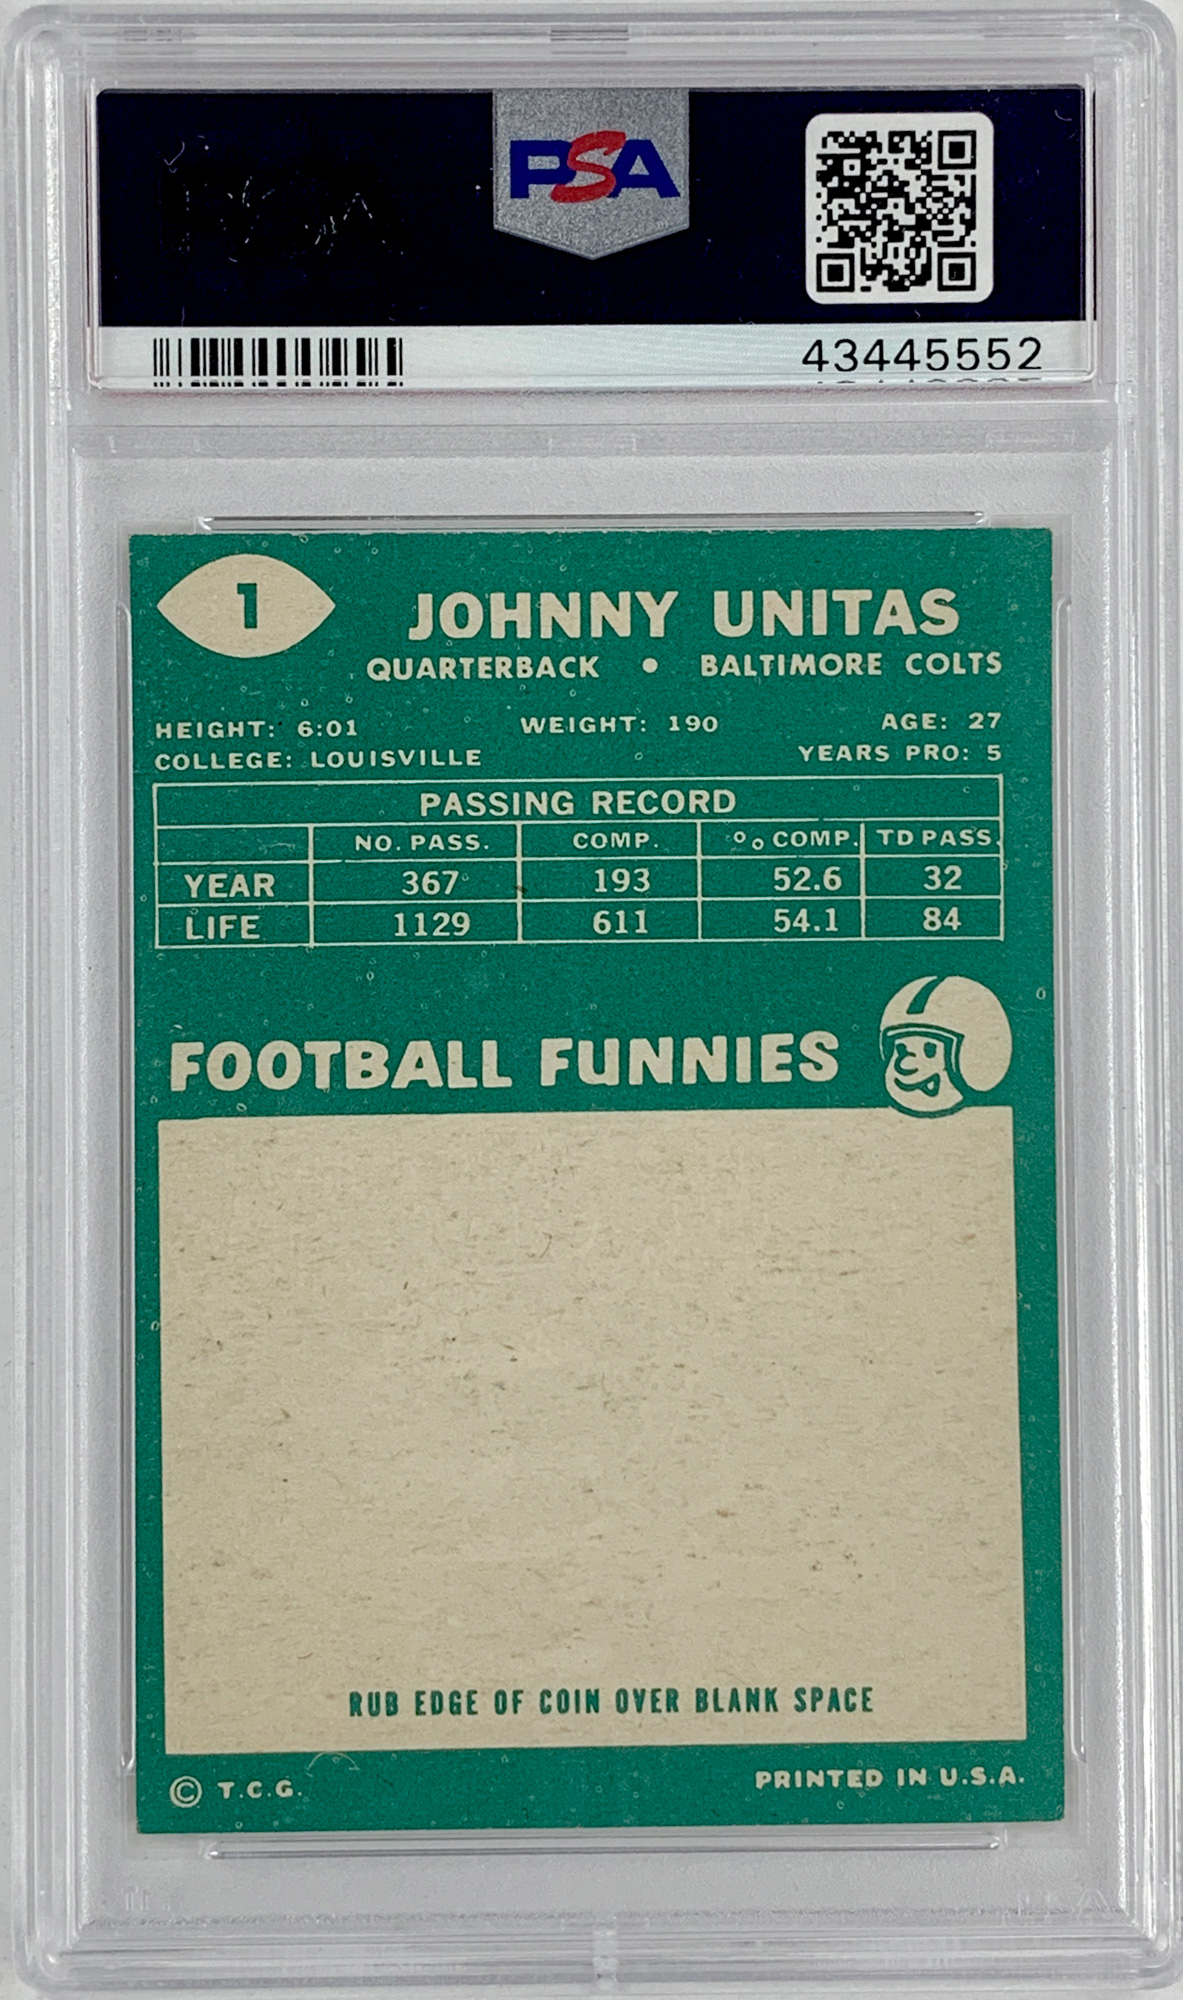 PSA
43445552
1
JOHNNY UNITAS
QUARTERBACK • BALTIMORE COLTS
HEIGHT: 6:01 WEIGHT: 190 AGE: 27
COLLEGE: LOUISVILLE YEARS PRO: 5
PASSING RECORD
NO. PASS. COMP. % COMP. TD PASS.
YEAR 367 193 52.6 32
LIFE 1129 611 54.1 84
FOOTBALL FUNNIES
RUB EDGE OF COIN OVER BLANK SPACE
© T.C.G. PRINTED IN U.S.A.